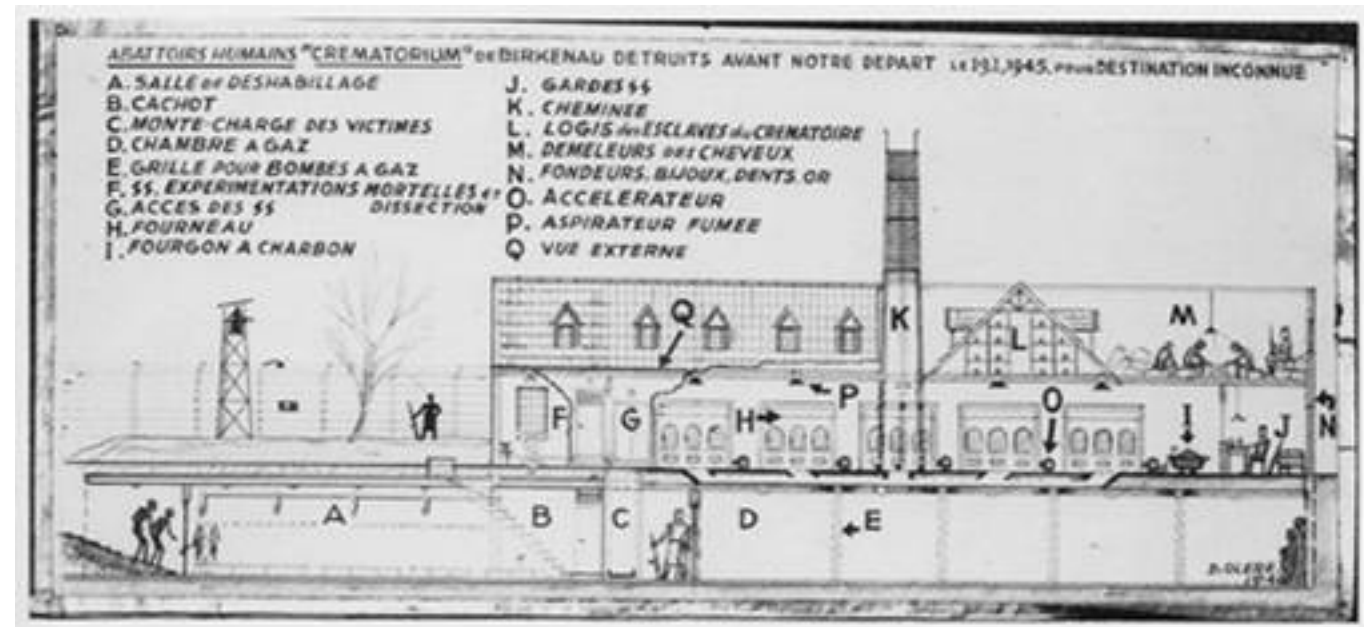 ABATTOIRS HUMAINS "CREMATORIUM" DE BIRKENAU DETRUITS AVANT NOTRE DEPART LE 19.1.1945, POUR DESTINATION INCONNUE
A. SALLE DE DESHABILLAGE
B. CACHOT
C. MONTE-CHARGE DES VICTIMES
D. CHAMBRE A GAZ
E. GRILLE POUR BOMBES A GAZ
F. SS. EXPERIMENTATIONS MORTELLES ET
DISSECTION
G. ACCES DES SS
H. FOURNEAU
I. FOURGON A CHARBON
J. GARDES SS
K. CHEMINEE
L. LOGIS DES ESCLAVES DU CREMATOIRE
M. DEMELEURS DES CHEVEUX
N. FONDEURS, BIJOUX, DENTS, OR
O. ACCELERATEUR
P. ASPIRATEUR FUMEE
Q VUE EXTERNE
Q
K
L
M
P
F
G
H
O
I
J
N
A
B
C
D
E
D. OLERE